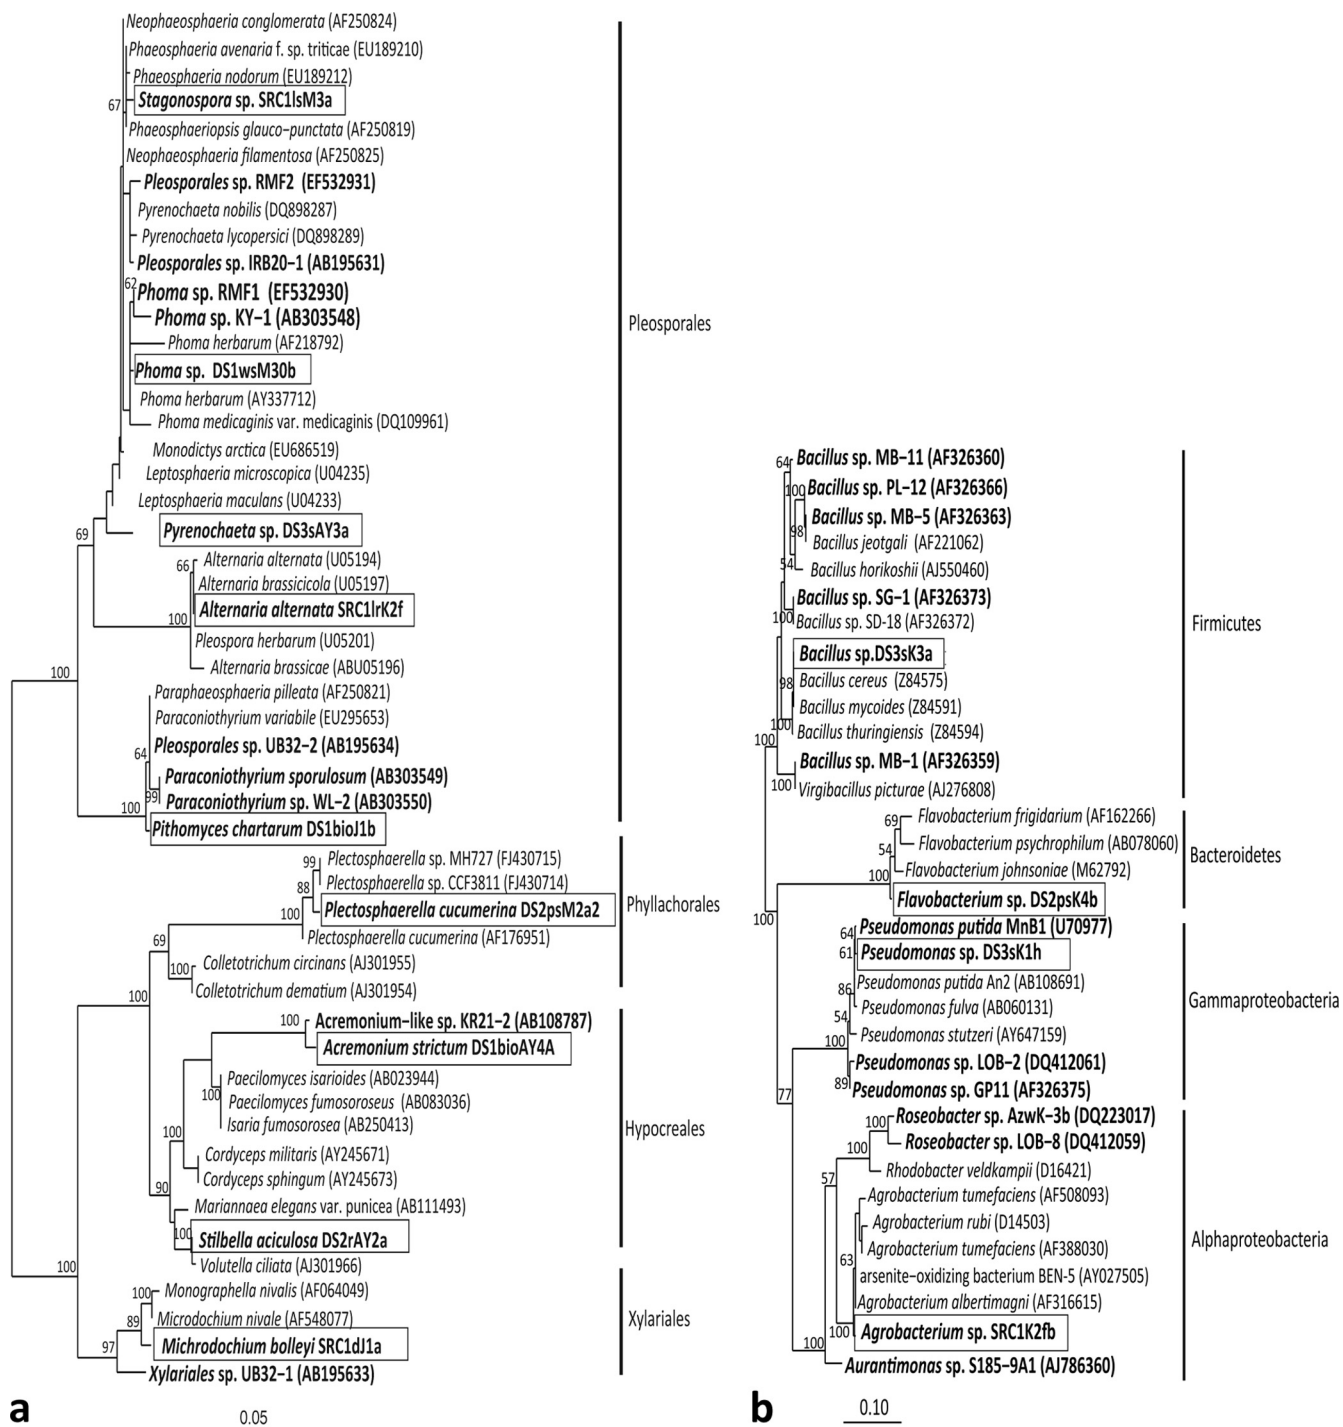 Neophaeosphaeria conglomerata (AF250824)
Phaeosphaeria avenaria f. sp. triticae (EU189210)
Phaeosphaeria nodorum (EU189212)
67
Stagonospora sp. SRC1lsM3a
Phaeosphaeriopsis glauco−punctata (AF250819)
Neophaeosphaeria filamentosa (AF250825)
Pleosporales sp. RMF2 (EF532931)
Pyrenochaeta nobilis (DQ898287)
Pyrenochaeta lycopersici (DQ898289)
Pleosporales sp. IRB20−1 (AB195631)
62
Phoma sp. RMF1 (EF532930)
Phoma sp. KY−1 (AB303548)
Phoma herbarum (AF218792)
Phoma sp. DS1wsM30b
Phoma herbarum (AY337712)
Phoma medicaginis var. medicaginis (DQ109961)
Monodictys arctica (EU686519)
Leptosphaeria microscopica (U04235)
Leptosphaeria maculans (U04233)
69
Pyrenochaeta sp. DS3sAY3a
66
Alternaria alternata (U05194)
Alternaria brassicicola (U05197)
Alternaria alternata SRC1lrK2f
100
Pleospora herbarum (U05201)
Alternaria brassicae (ABU05196)
100
Paraphaeosphaeria pilleata (AF250821)
Paraconiothyrium variabile (EU295653)
Pleosporales sp. UB32−2 (AB195634)
64
Paraconiothyrium sporulosum (AB303549)
99
Paraconiothyrium sp. WL−2 (AB303550)
100
Pithomyces chartarum DS1bioJ1b
Pleosporales
99
Plectosphaerella sp. MH727 (FJ430715)
Plectosphaerella sp. CCF3811 (FJ430714)
88
Plectosphaerella cucumerina DS2psM2a2
100
Plectosphaerella cucumerina (AF176951)
69
Colletotrichum circinans (AJ301955)
100
Colletotrichum dematium (AJ301954)
100
Phyllachorales
100
Acremonium−like sp. KR21−2 (AB108787)
Acremonium strictum DS1bioAY4A
Paecilomyces isarioides (AB023944)
100
Paecilomyces fumosoroseus (AB083036)
Isaria fumosorosea (AB250413)
100
Cordyceps militaris (AY245671)
Cordyceps sphingum (AY245673)
90
Mariannaea elegans var. punicea (AB111493)
100
Stilbella aciculosa DS2rAY2a
Volutella ciliata (AJ301966)
Hypocreales
100
100
Monographella nivalis (AF064049)
Microdochium nivale (AF548077)
89
Michrodochium bolleyi SRC1dJ1a
97
Xylariales sp. UB32−1 (AB195633)
Xylariales
a
0.05
64
Bacillus sp. MB−11 (AF326360)
100
Bacillus sp. PL−12 (AF326366)
Bacillus sp. MB−5 (AF326363)
98
Bacillus jeotgali (AF221062)
54
Bacillus horikoshii (AJ550460)
Bacillus sp. SG−1 (AF326373)
100
Bacillus sp. SD-18 (AF326372)
Bacillus sp.DS3sK3a
98
Bacillus cereus (Z84575)
Bacillus mycoides (Z84591)
100
Bacillus thuringiensis (Z84594)
100
Bacillus sp. MB−1 (AF326359)
100
Virgibacillus picturae (AJ276808)
Firmicutes
69
Flavobacterium frigidarium (AF162266)
Flavobacterium psychrophilum (AB078060)
54
Flavobacterium johnsoniae (M62792)
100
Flavobacterium sp. DS2psK4b
Bacteroidetes
100
64
Pseudomonas putida MnB1 (U70977)
61
Pseudomonas sp. DS3sK1h
Pseudomonas putida An2 (AB108691)
86
Pseudomonas fulva (AB060131)
54
Pseudomonas stutzeri (AY647159)
100
Pseudomonas sp. LOB−2 (DQ412061)
89
Pseudomonas sp. GP11 (AF326375)
Gammaproteobacteria
77
100
Roseobacter sp. AzwK−3b (DQ223017)
100
Roseobacter sp. LOB−8 (DQ412059)
Rhodobacter veldkampii (D16421)
57
Agrobacterium tumefaciens (AF508093)
Agrobacterium rubi (D14503)
Agrobacterium tumefaciens (AF388030)
63
arsenite−oxidizing bacterium BEN-5 (AY027505)
Agrobacterium albertimagni (AF316615)
100
Agrobacterium sp. SRC1K2fb
100
Aurantimonas sp. S185−9A1 (AJ786360)
Alphaproteobacteria
b
0.10